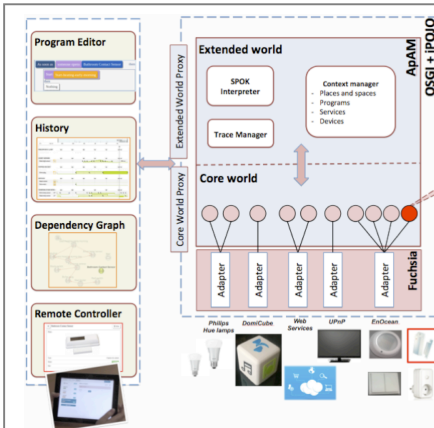 Program Editor
History
Dependency Graph
Remote Controller
Extended World Proxy
Core World Proxy
Extended world
SPOK
Interpreter
Trace Manager
Context manager
- Places and spaces
- Programs
- Services
- Devices
Core world
ApAM
OSGI + iPOJO
Adapter
Adapter
Adapter
Adapter
Adapter
Fuchsia
Philips
Hue lamps
DomiCube
Web
Services
UPnP
EnOcean